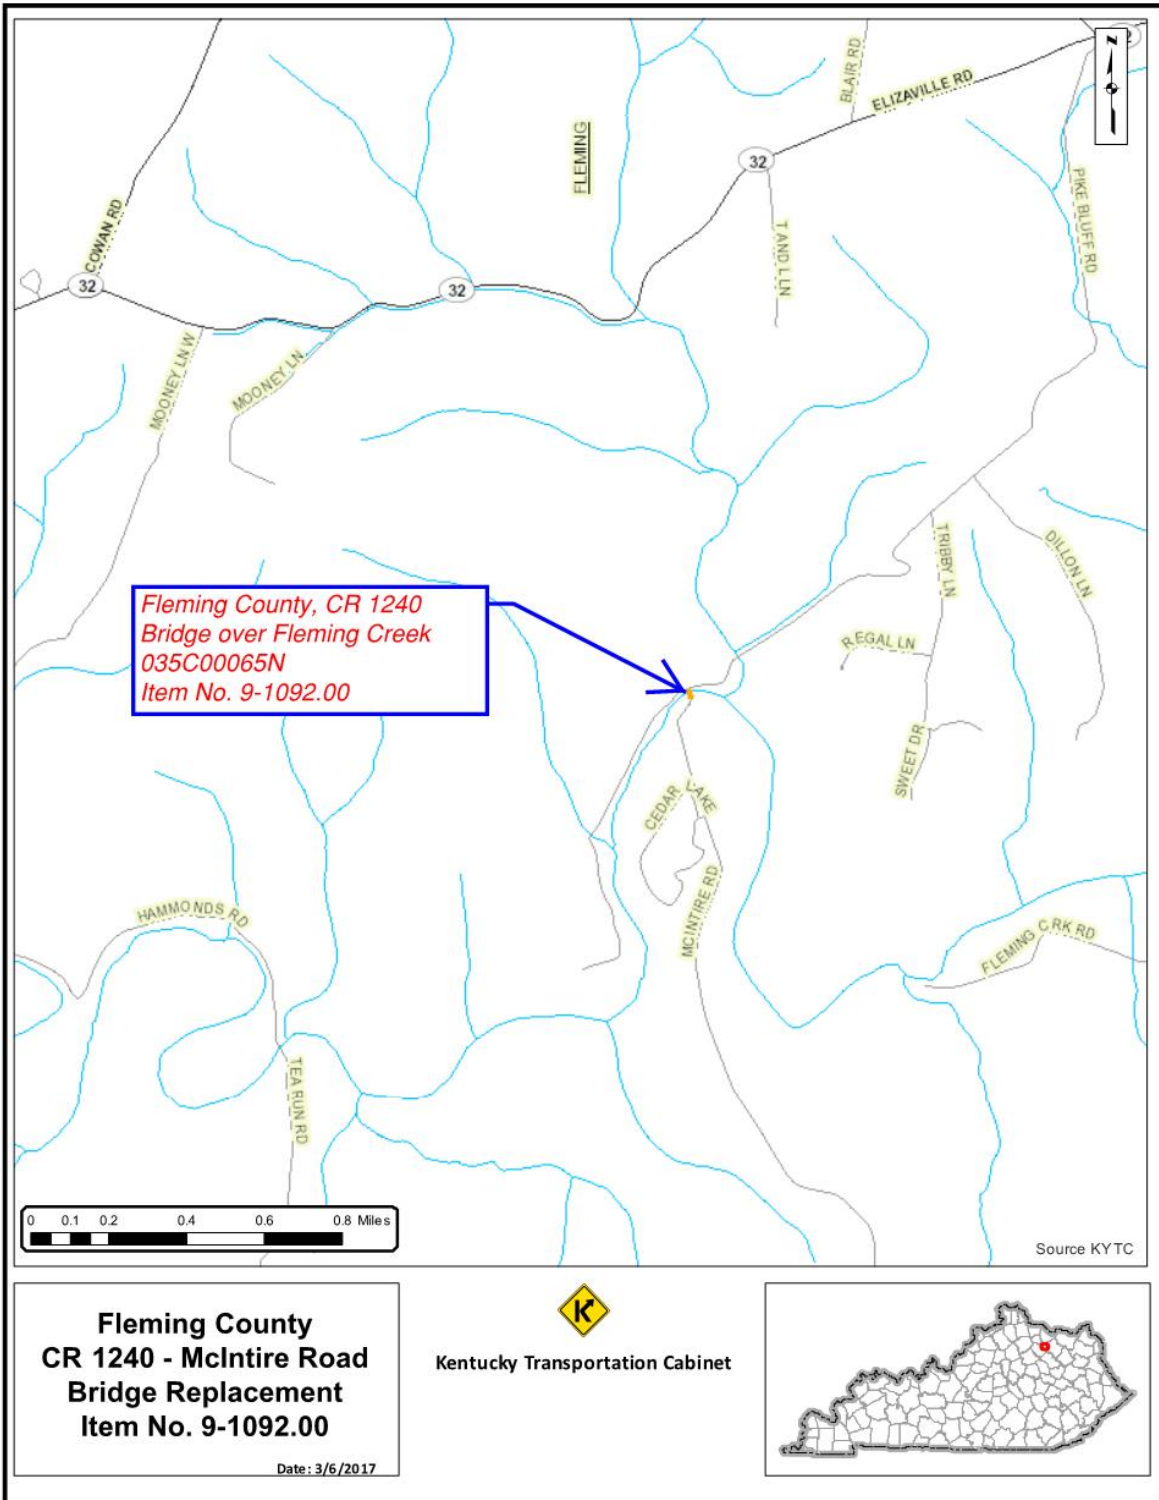 BLAIR RD
ELIZAVILLE RD
Z
FLEMING
32
PIKE BLUFF RD
COWAN RD
T AND L LN
32
32
MOONEY LN W
MOONEY LN
TRIBBY LN
DILLON LN
Fleming County, CR 1240
Bridge over Fleming Creek
035C00065N
Item No. 9-1092.00
REGAL LN
SWEET DR
CEDAR LAKE
MCINTIRE RD
HAMMONDS RD
FLEMING CRK RD
TEA RUN RD
0 0.1 0.2 0.4 0.6 0.8 Miles
Source KYTC
Fleming County
CR 1240 - McIntire Road
Bridge Replacement
Item No. 9-1092.00
Date: 3/6/2017
K
Kentucky Transportation Cabinet